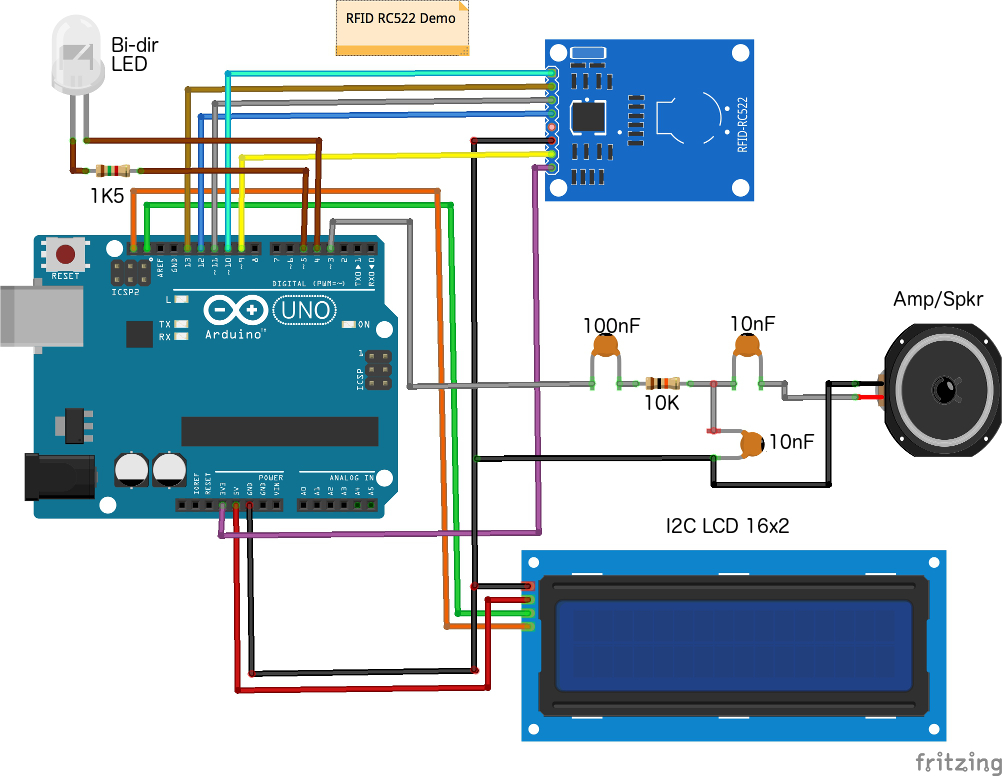 RFID RC522 Demo
Bi-dir
LED
1K5
RFID-RC522
RESET
ICSP2
AREF
GND
13
12
~11
~10
~9
8
7
~6
~5
4
~3
2
TX0▶1
RX0◀0
DIGITAL (PWM=~)
L
TX
RX
Arduino™
UNO
ON
1
ICSP
IOREF
RESET
3V3
5V
GND
GND
VIN
POWER
ANALOG IN
A0
A1
A2
A3
A4
A5
100nF
10K
10nF
10nF
Amp/Spkr
I2C LCD 16x2
fritzing